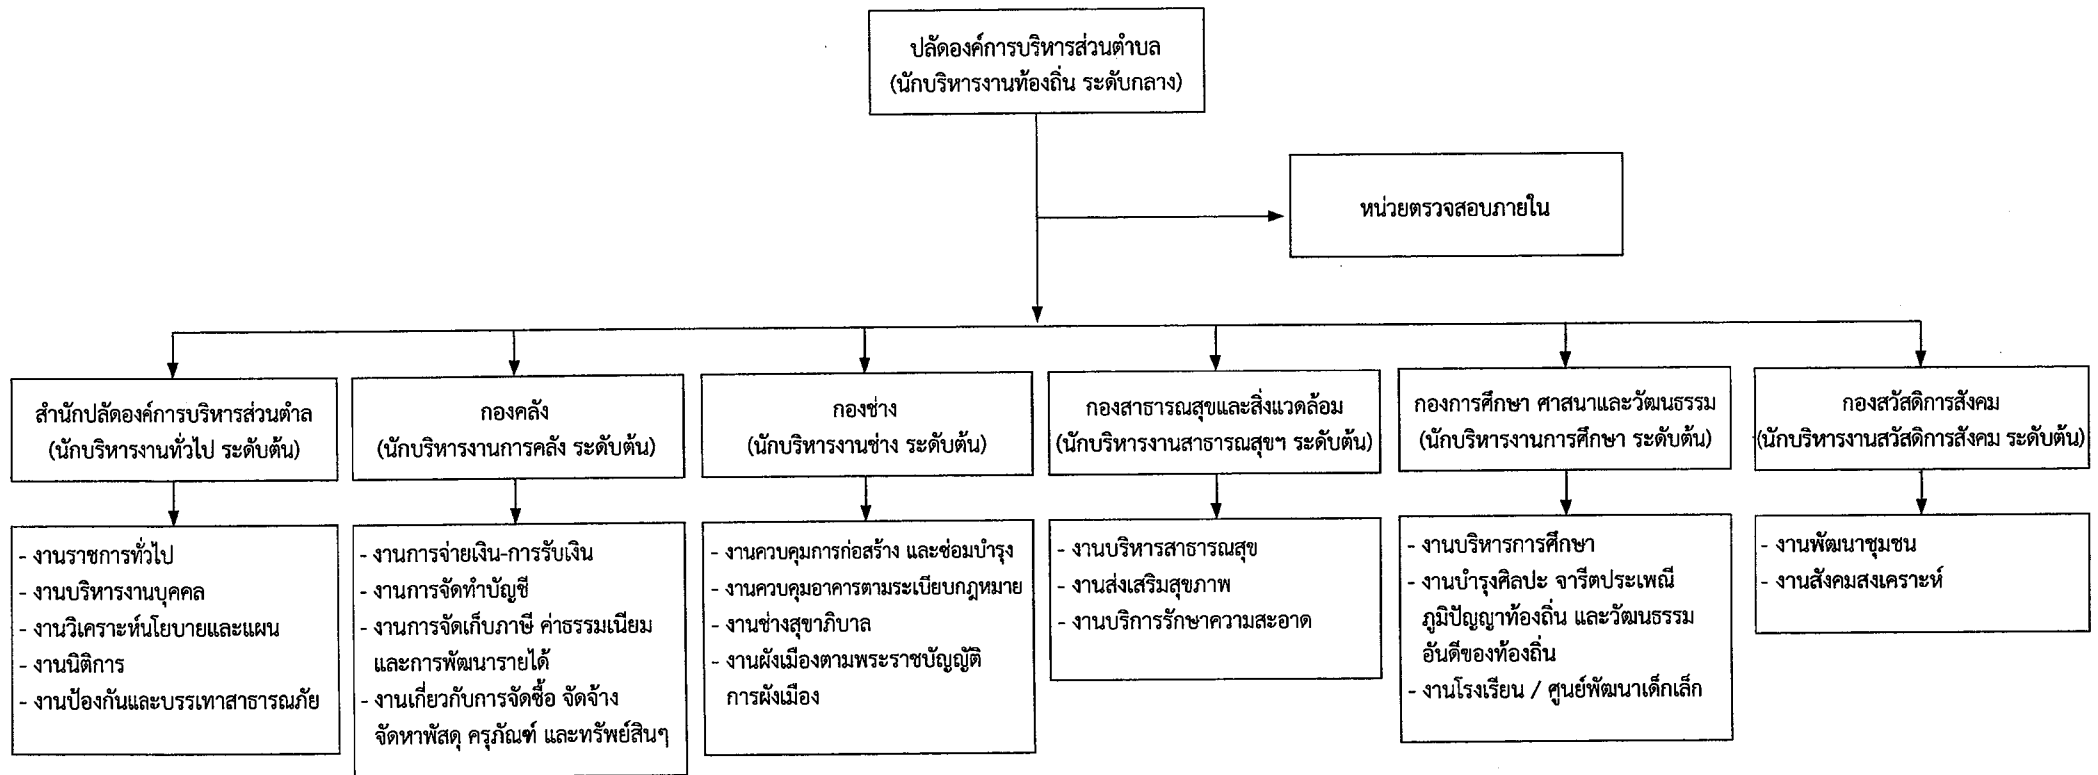 ปลัดองค์การบริหารส่วนตำบล
(นักบริหารงานท้องถิ่น ระดับกลาง)
หน่วยตรวจสอบภายใน
สำนักปลัดองค์การบริหารส่วนตำล
(นักบริหารงานทั่วไป ระดับต้น)
กองคลัง
(นักบริหารงานการคลัง ระดับต้น)
กองช่าง
(นักบริหารงานช่าง ระดับต้น)
กองสาธารณสุขและสิ่งแวดล้อม
(นักบริหารงานสาธารณสุขฯ ระดับต้น)
กองการศึกษา ศาสนาและวัฒนธรรม
(นักบริหารงานการศึกษา ระดับต้น)
กองสวัสดิการสังคม
(นักบริหารงานสวัสดิการสังคม ระดับต้น)
- งานราชการทั่วไป
- งานบริหารงานบุคคล
- งานวิเคราะห์นโยบายและแผน
- งานนิติการ
- งานป้องกันและบรรเทาสาธารณภัย
- งานการจ่ายเงิน-การรับเงิน
- งานการจัดทำบัญชี
- งานการจัดเก็บภาษี ค่าธรรมเนียม
และการพัฒนารายได้
- งานเกี่ยวกับการจัดซื้อ จัดจ้าง
จัดหาพัสดุ ครุภัณฑ์ และทรัพย์สินๆ
- งานควบคุมการก่อสร้าง และซ่อมบำรุง
- งานควบคุมอาคารตามระเบียบกฎหมาย
- งานช่างสุขาภิบาล
- งานผังเมืองตามพระราชบัญญัติ
การผังเมือง
- งานบริหารสาธารณสุข
- งานส่งเสริมสุขภาพ
- งานบริการรักษาความสะอาด
- งานบริหารการศึกษา
- งานบำรุงศิลปะ จารีตประเพณี
ภูมิปัญญาท้องถิ่น และวัฒนธรรม
อันดีของท้องถิ่น
- งานโรงเรียน / ศูนย์พัฒนาเด็กเล็ก
- งานพัฒนาชุมชน
- งานสังคมสงเคราะห์